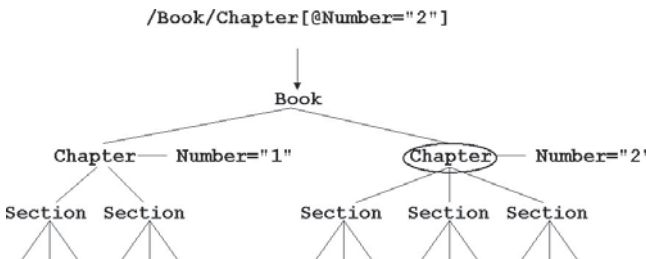 /Book/Chapter[@Number="2"]
Book
Chapter Number="1" Chapter Number="2"
Section Section Section Section Section